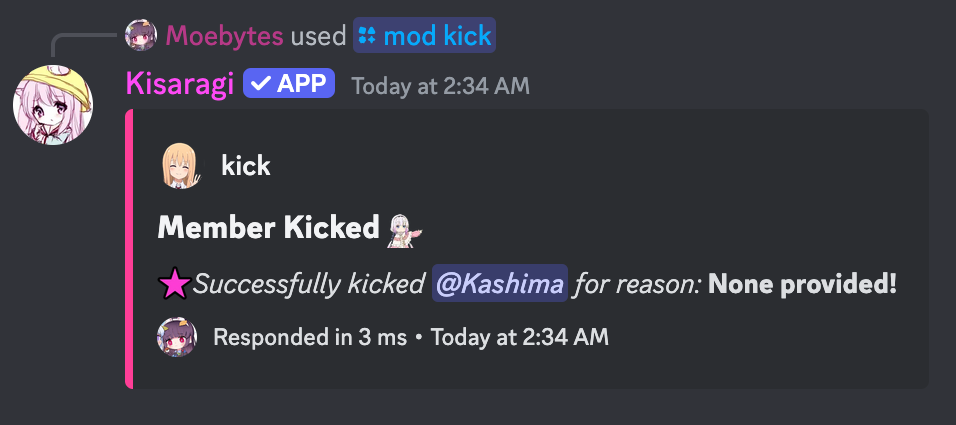 Moebytes used mod kick
Kisaragi APP Today at 2:34 AM
kick
Member Kicked
Successfully kicked @Kashima for reason: None provided!
Responded in 3 ms • Today at 2:34 AM